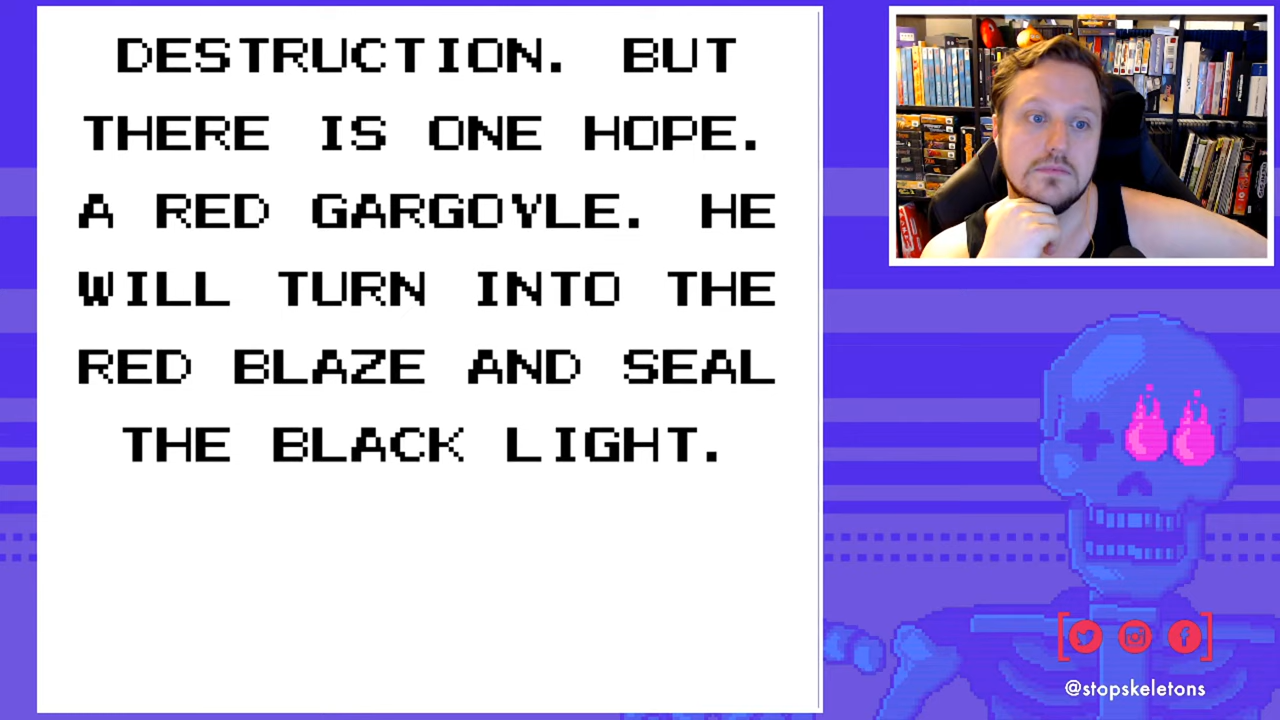 DESTRUCTION. BUT
THERE IS ONE HOPE.
A RED GARGOYLE. HE
WILL TURN INTO THE
RED BLAZE AND SEAL
THE BLACK LIGHT.
@stopskeletons